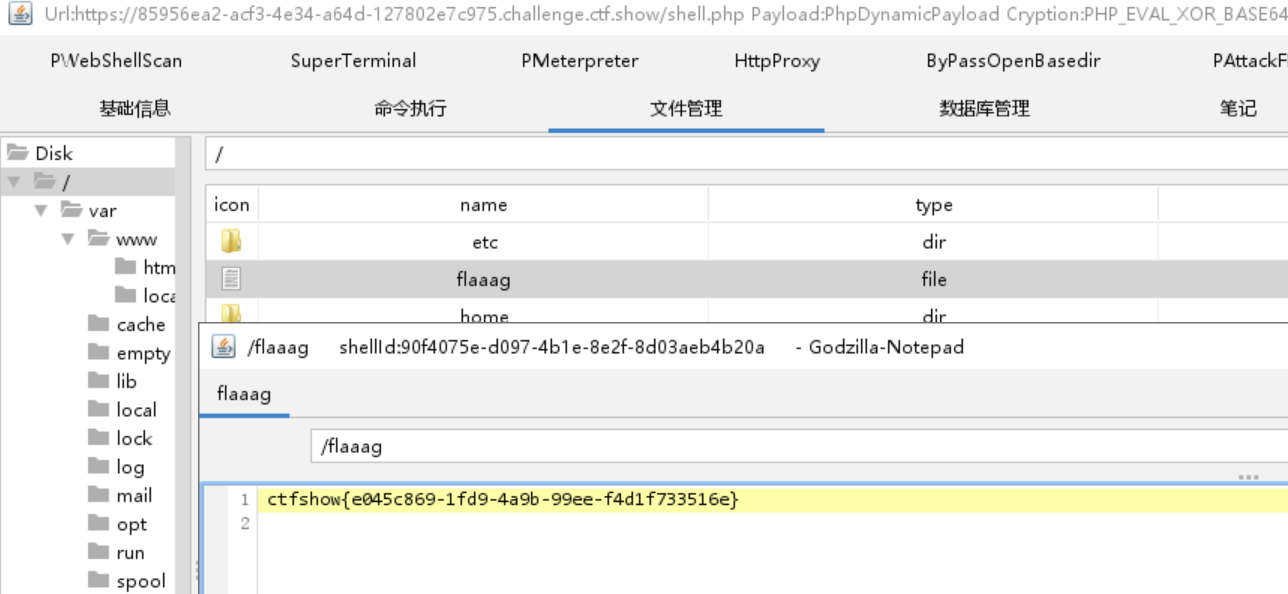 Url:https://85956ea2-acf3-4e34-a64d-127802e7c975.challenge.ctf.show/shell.php Payload:PhpDynamicPayload Cryption:PHP_EVAL_XOR_BASE64
PWebShellScan SuperTerminal PMeterpreter HttpProxy ByPassOpenBasedir PAttackF
基础信息 命令执行 文件管理 数据库管理 笔记
Disk
/
var
www
htm
loca
cache
empty
lib
local
lock
log
mail
opt
run
spool
/
icon name type
etc dir
flaaag file
home dir
/flaaag shellId:90f4075e-d097-4b1e-8e2f-8d03aeb4b20a - Godzilla-Notepad
flaaag
/flaaag
1 ctfshow{e045c869-1fd9-4a9b-99ee-f4d1f733516e}
2